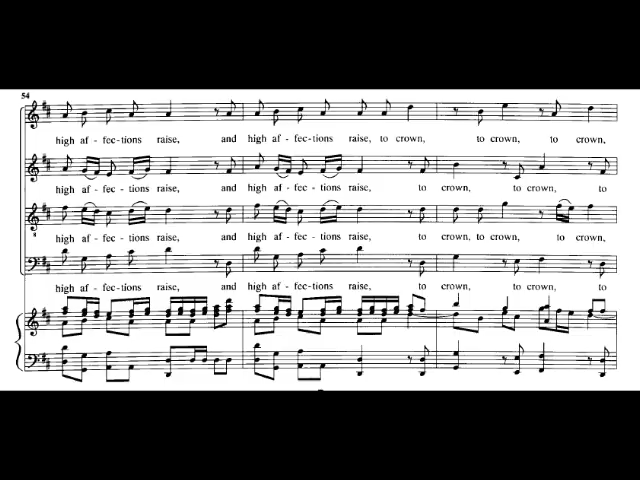 54
high af - fec - tions raise, and high af - fec - tions raise, to crown, to crown, to crown,
high af - fec - tions raise, and high af - fec - tions raise, to crown, to crown, to
8
high af - fec - tions raise, and high af - fec - tions raise, to crown, to crown, to crown, to
high af - fec - tions raise, and high af - fec - tions raise, to crown, to crown, to